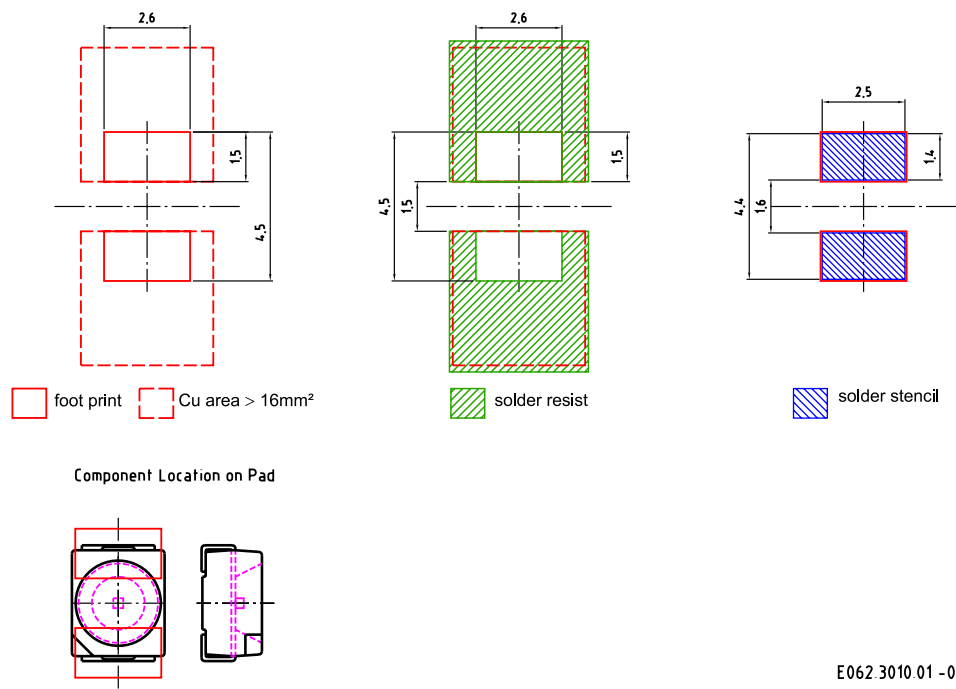 2.6
1.5
4.5
2.6
4.5
1.5
1.5
2.5
4.4
1.6
1.4
foot print
Cu area > 16mm²
solder resist
solder stencil
Component Location on Pad
E062.3010.01 -0